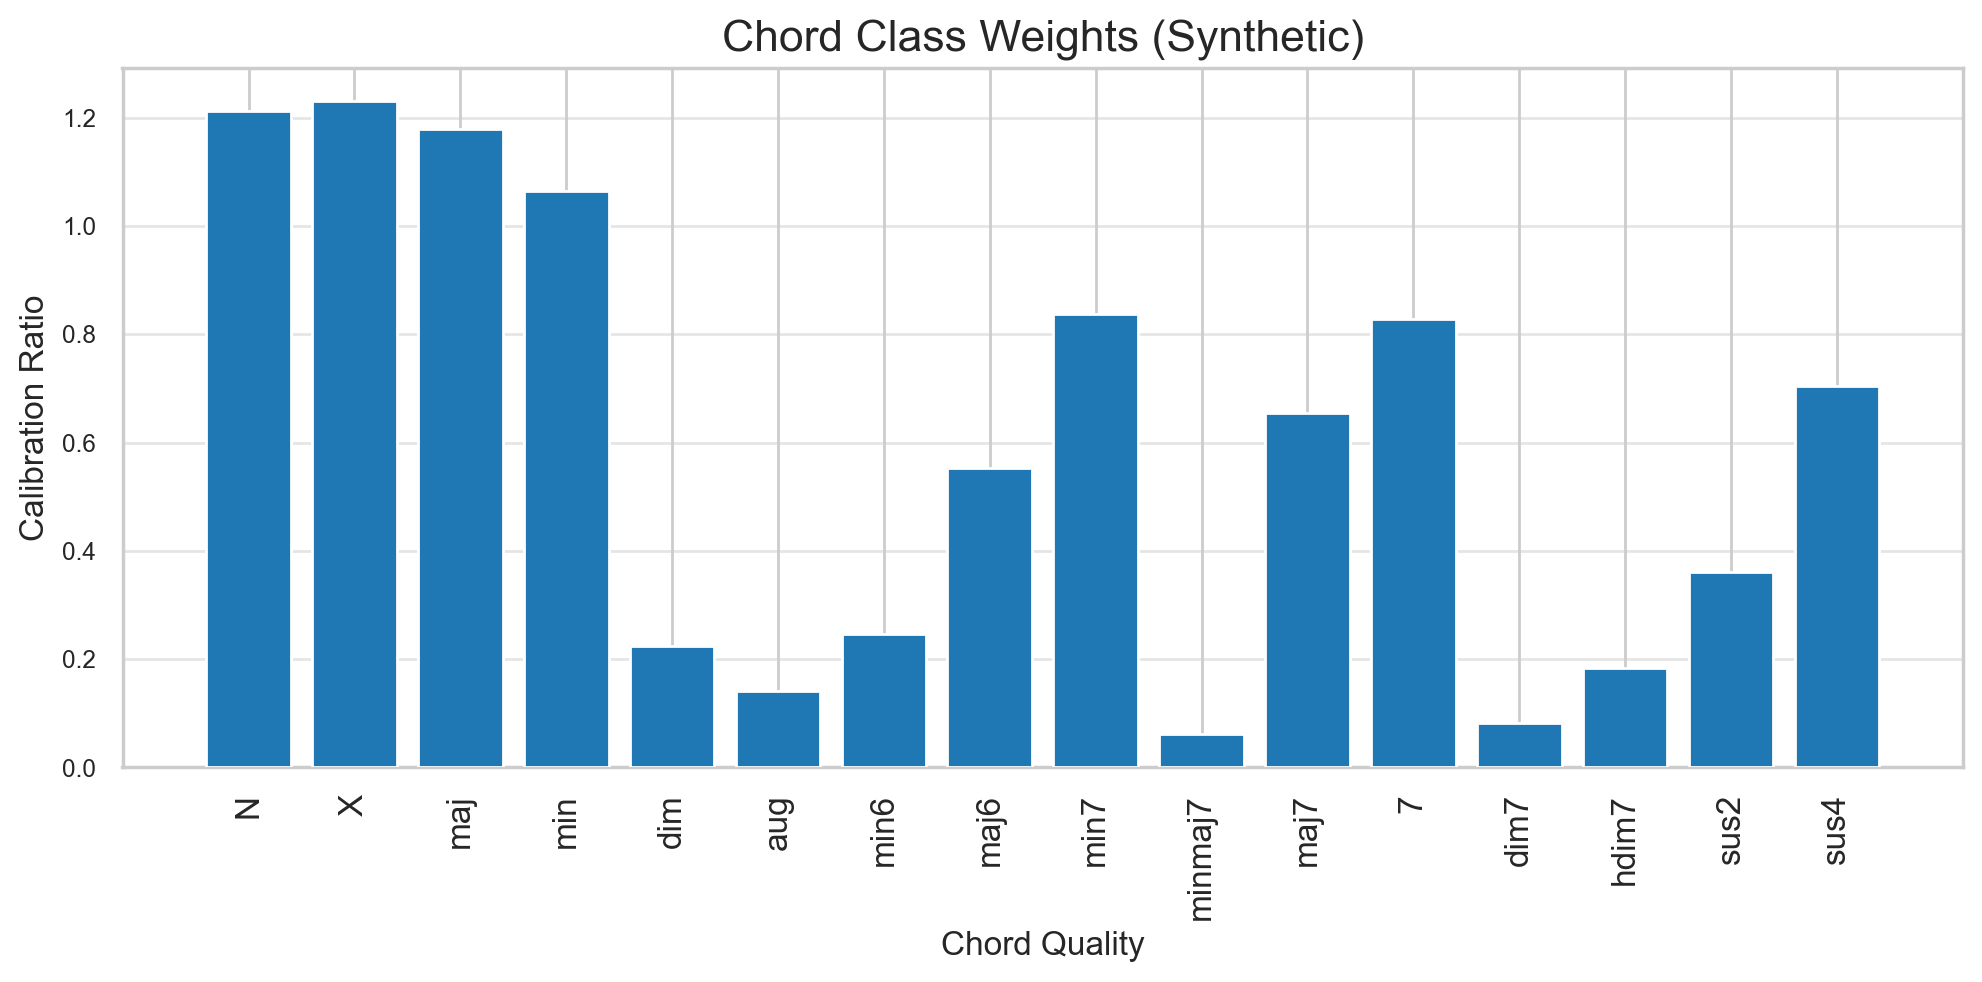 Chord Class Weights (Synthetic)
Calibration Ratio
1.2
1.0
0.8
0.6
0.4
0.2
0.0
N
X
maj
min
dim
aug
min6
maj6
min7
minmaj7
maj7
7
dim7
hdim7
sus2
sus4
Chord Quality